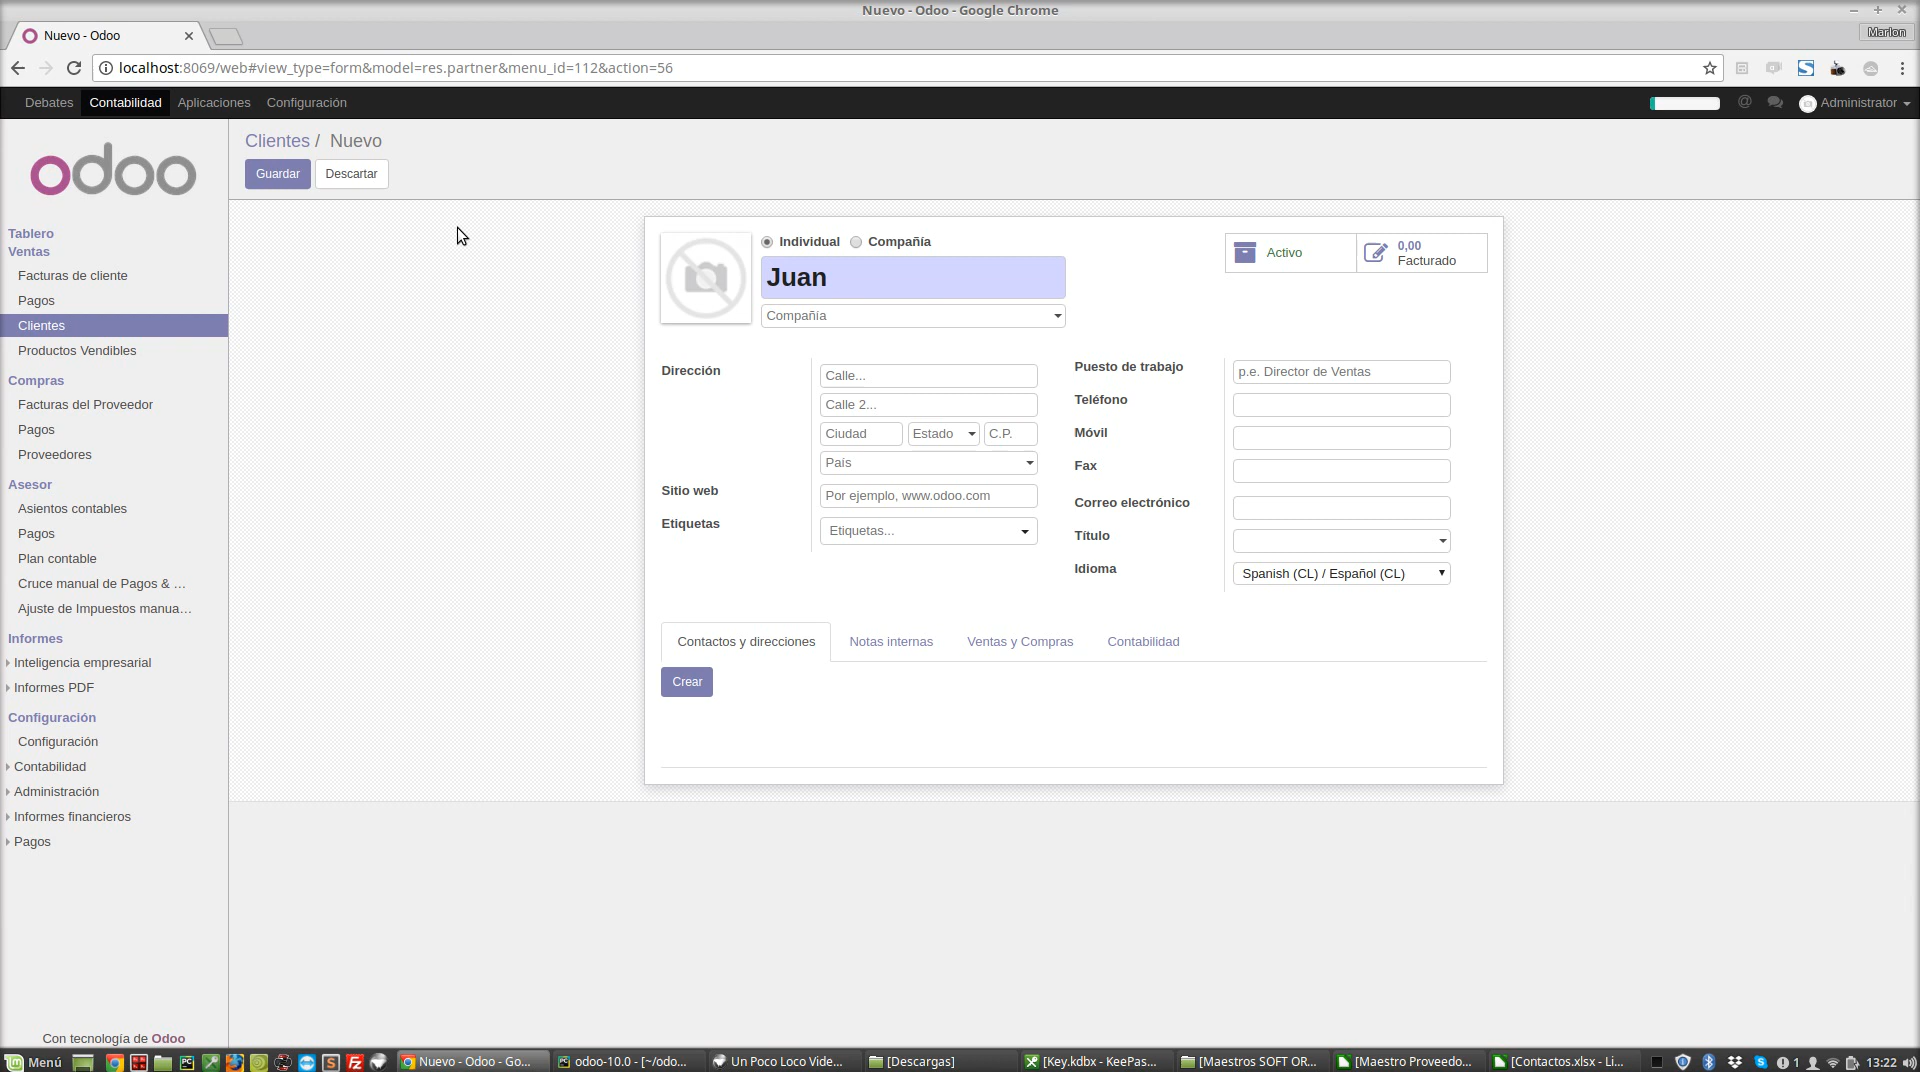 Nuevo - Odoo - Google Chrome
Nuevo - Odoo
Marlon
localhost:8069/web#view_type=form&model=res.partner&menu_id=112&action=56
Debates Contabilidad Aplicaciones Configuración
@ Administrator
odoo
Clientes / Nuevo
Guardar Descartar
Tablero
Ventas
Facturas de cliente
Pagos
Clientes
Productos Vendibles
Compras
Facturas del Proveedor
Pagos
Proveedores
Asesor
Asientos contables
Pagos
Plan contable
Cruce manual de Pagos & ...
Ajuste de Impuestos manua...
Informes
Inteligencia empresarial
Informes PDF
Configuración
Configuración
Contabilidad
Administración
Informes financieros
Pagos
Con tecnología de Odoo
Individual Compañía
Juan
Compañía
Activo
0,00
Facturado
Dirección
Calle...
Calle 2...
Ciudad Estado C.P.
País
Sitio web Por ejemplo, www.odoo.com
Etiquetas Etiquetas...
Puesto de trabajo p.e. Director de Ventas
Teléfono
Móvil
Fax
Correo electrónico
Título
Idioma Spanish (CL) / Español (CL)
Contactos y direcciones Notas internas Ventas y Compras Contabilidad
Crear
Menú Nuevo - Odoo - Go... odoo-10.0 - [~/odo... Un Poco Loco Vide... [Descargas] [Key.kdbx - KeePas... [Maestros SOFT OR... [Maestro Proveedo... [Contactos.xlsx - Li... 1 13:22